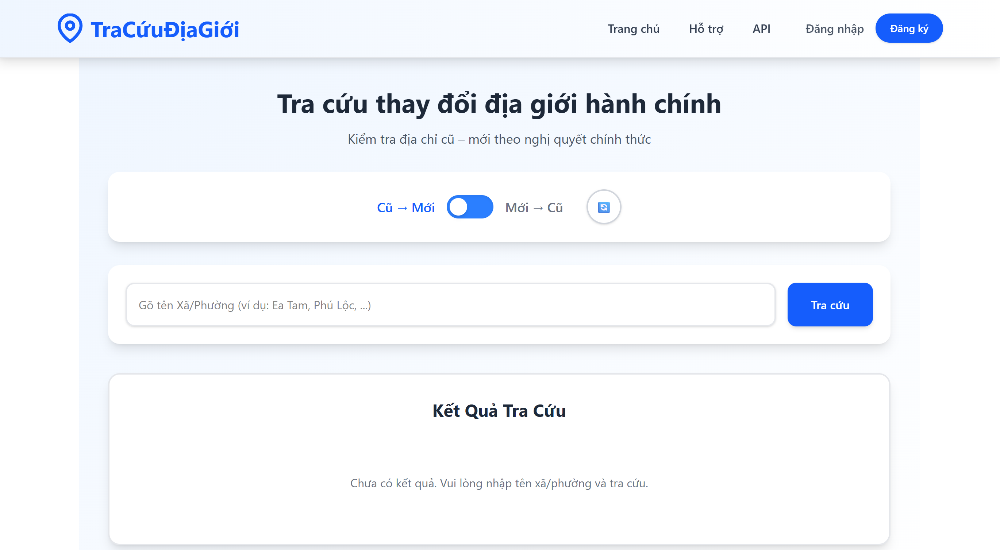 TraCứuĐịaGiới
Trang chủ
Hỗ trợ
API
Đăng nhập
Đăng ký
Tra cứu thay đổi địa giới hành chính
Kiểm tra địa chỉ cũ – mới theo nghị quyết chính thức
Cũ → Mới
Mới → Cũ
Gõ tên Xã/Phường (ví dụ: Ea Tam, Phú Lộc, ...)
Tra cứu
Kết Quả Tra Cứu
Chưa có kết quả. Vui lòng nhập tên xã/phường và tra cứu.